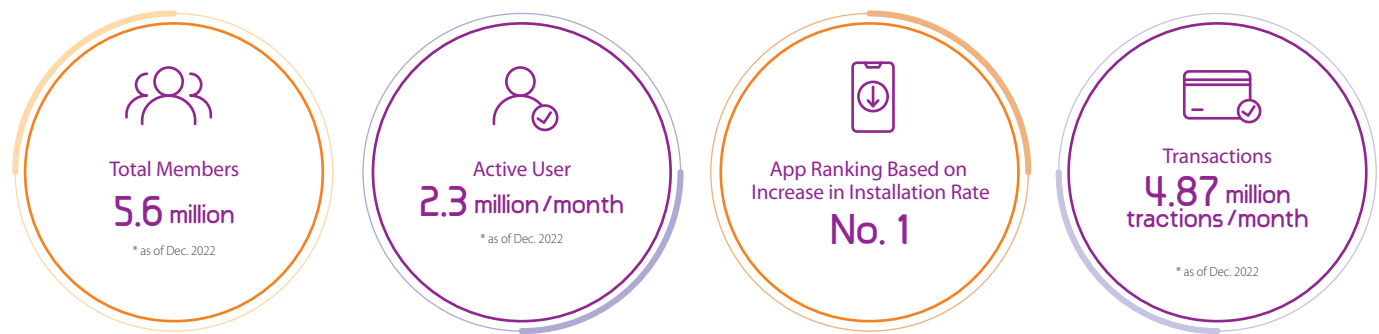 Total Members
5.6 million
* as of Dec. 2022
Active User
2.3 million/month
* as of Dec. 2022
App Ranking Based on
Increase in Installation Rate
No. 1
Transactions
4.87 million
tractions/month
* as of Dec. 2022